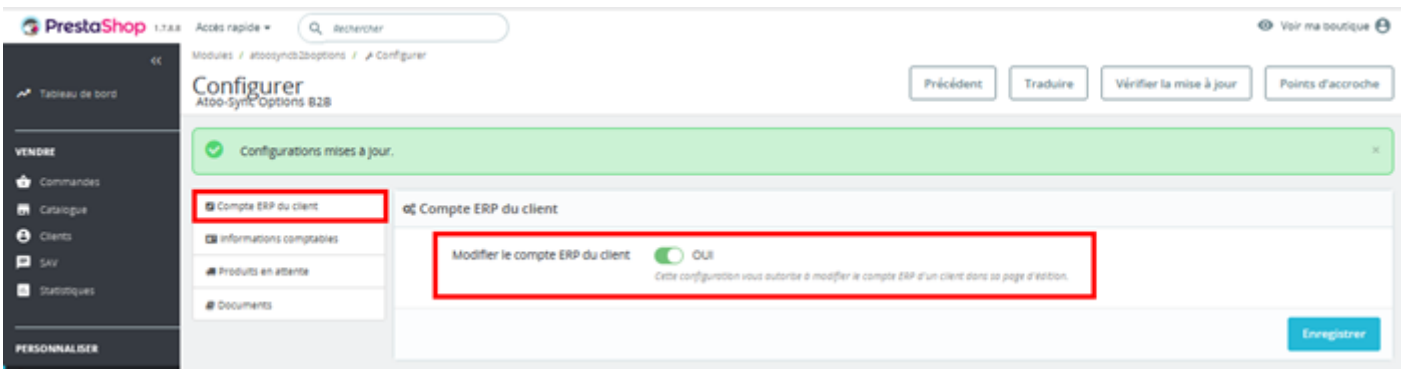 PrestaShop 1.7.8.8 Accès rapide Rechercher Voir ma boutique
Modules / atoosyncb2boptions / Configurer
Configurer
Atoo-Sync Options B2B
Précédent Traduire Vérifier la mise à jour Points d'accroche
Tableau de bord
VENDRE
Commandes
Catalogue
Clients
SAV
Statistiques
PERSONNALISER
Configurations mises à jour.
Compte ERP du client
Informations comptables
Produits en attente
Documents
Compte ERP du client
Modifier le compte ERP du client OUI
Cette configuration vous autorise à modifier le compte ERP d'un client dans sa page d'édition.
Enregistrer